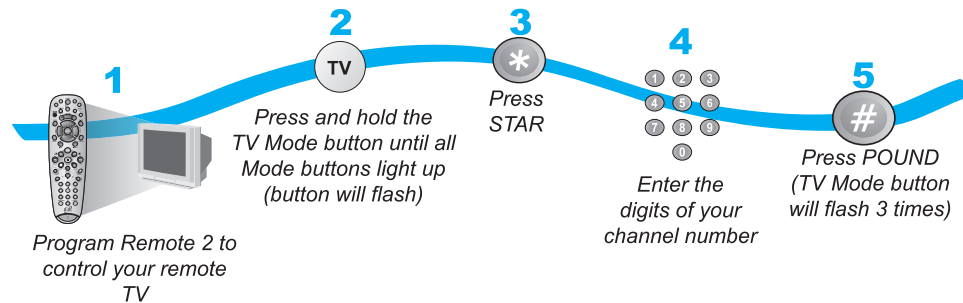 1
Program Remote 2 to
control your remote
TV
2
TV
Press and hold the
TV Mode button until all
Mode buttons light up
(button will flash)
3
*
Press
STAR
4
1 2 3
4 5 6
7 8 9
0
Enter the
digits of your
channel number
5
#
Press POUND
(TV Mode button
will flash 3 times)